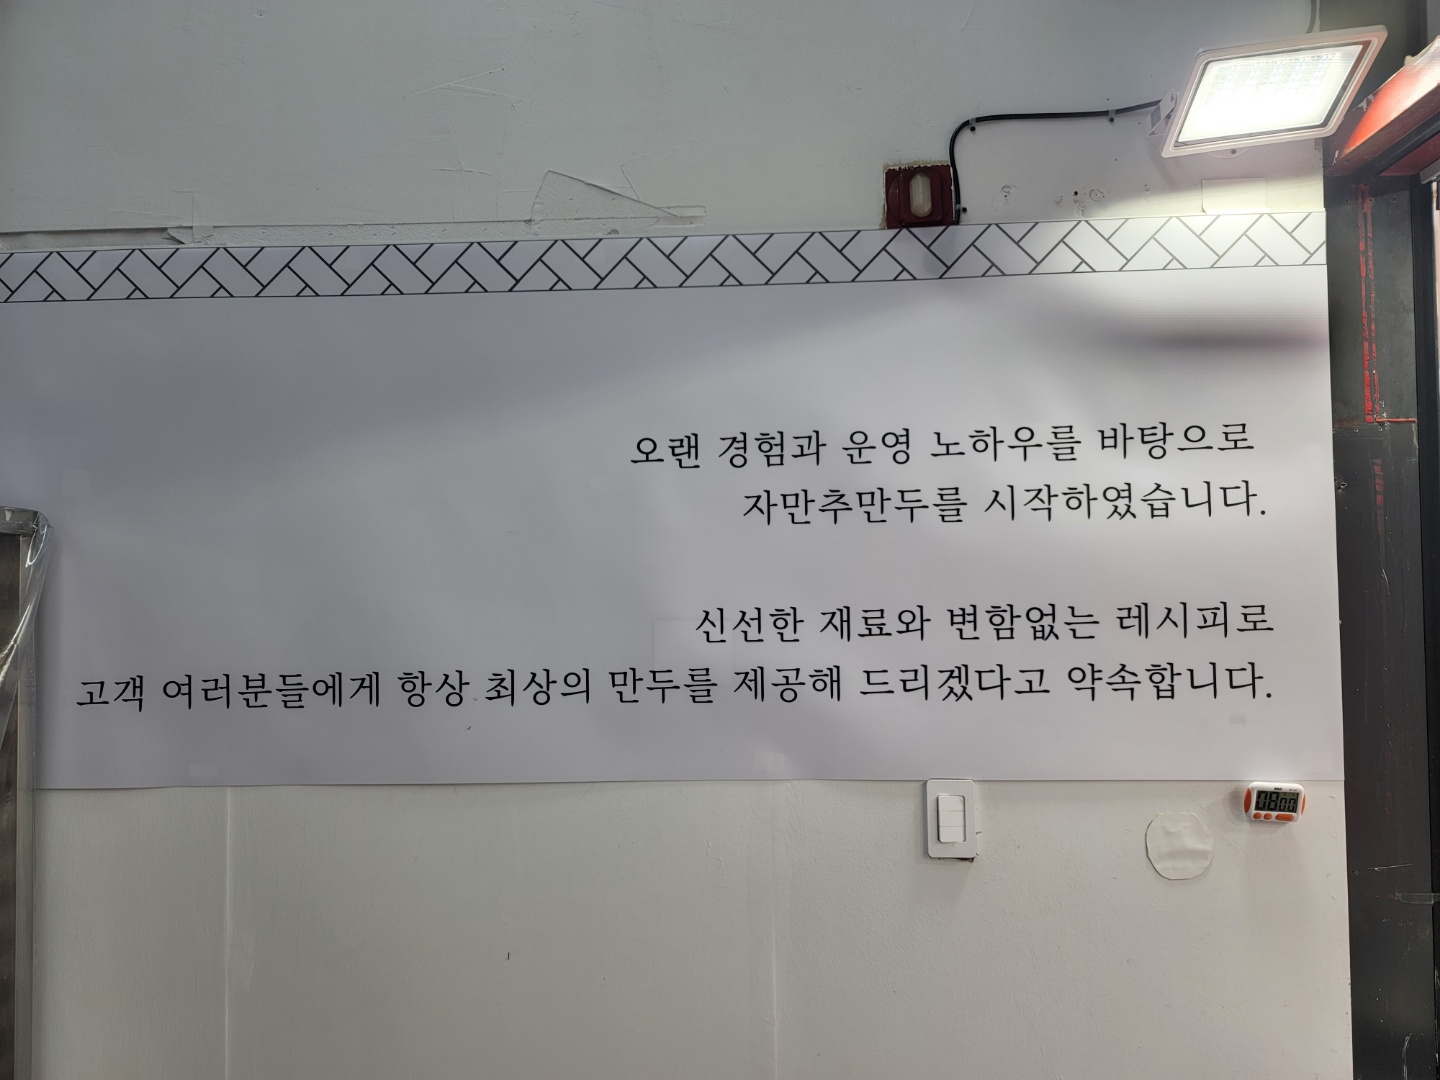 오랜 경험과 운영 노하우를 바탕으로
자만추만두를 시작하였습니다.
신선한 재료와 변함없는 레시피로
고객 여러분들에게 항상 최상의 만두를 제공해 드리겠다고 약속합니다.